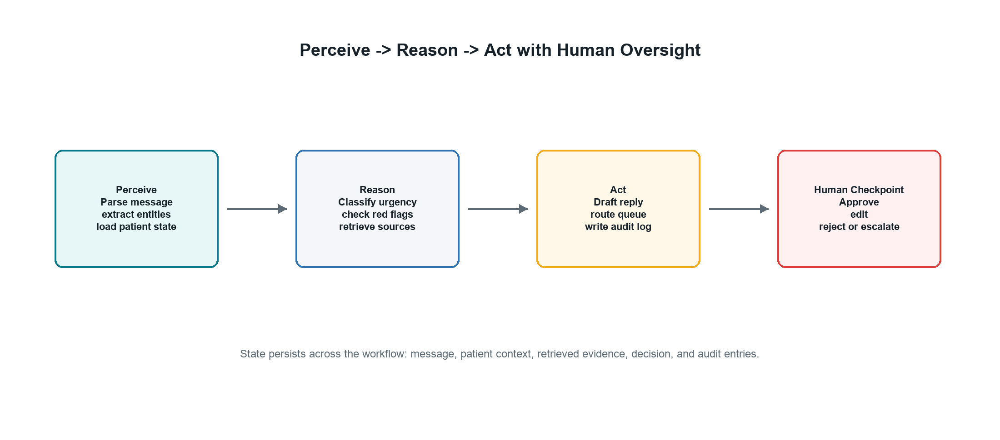 Perceive -> Reason -> Act with Human Oversight
Perceive
Parse message
extract entities
load patient state
Reason
Classify urgency
check red flags
retrieve sources
Act
Draft reply
route queue
write audit log
Human Checkpoint
Approve
edit
reject or escalate
State persists across the workflow: message, patient context, retrieved evidence, decision, and audit entries.